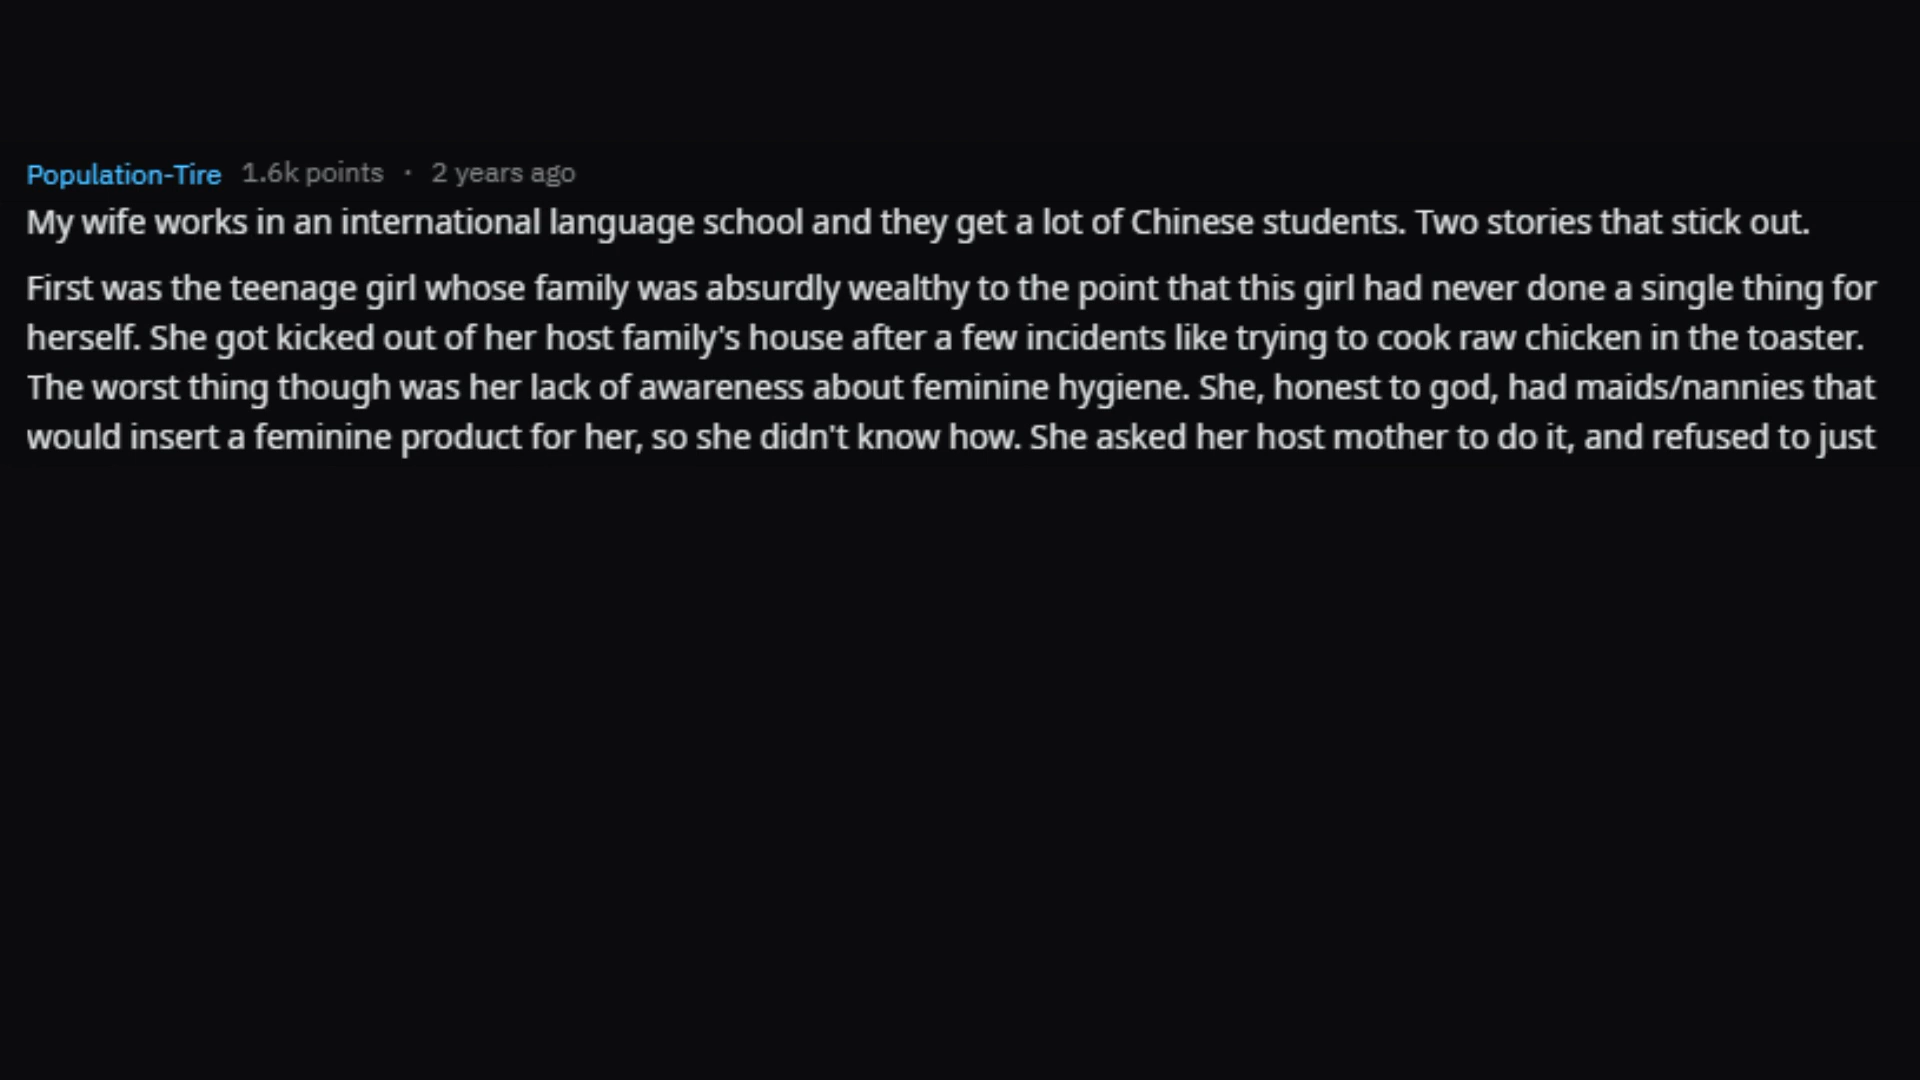 Population-Tire 1.6k points · 2 years ago
My wife works in an international language school and they get a lot of Chinese students. Two stories that stick out.
First was the teenage girl whose family was absurdly wealthy to the point that this girl had never done a single thing for
herself. She got kicked out of her host family's house after a few incidents like trying to cook raw chicken in the toaster.
The worst thing though was her lack of awareness about feminine hygiene. She, honest to god, had maids/nannies that
would insert a feminine product for her, so she didn't know how. She asked her host mother to do it, and refused to just